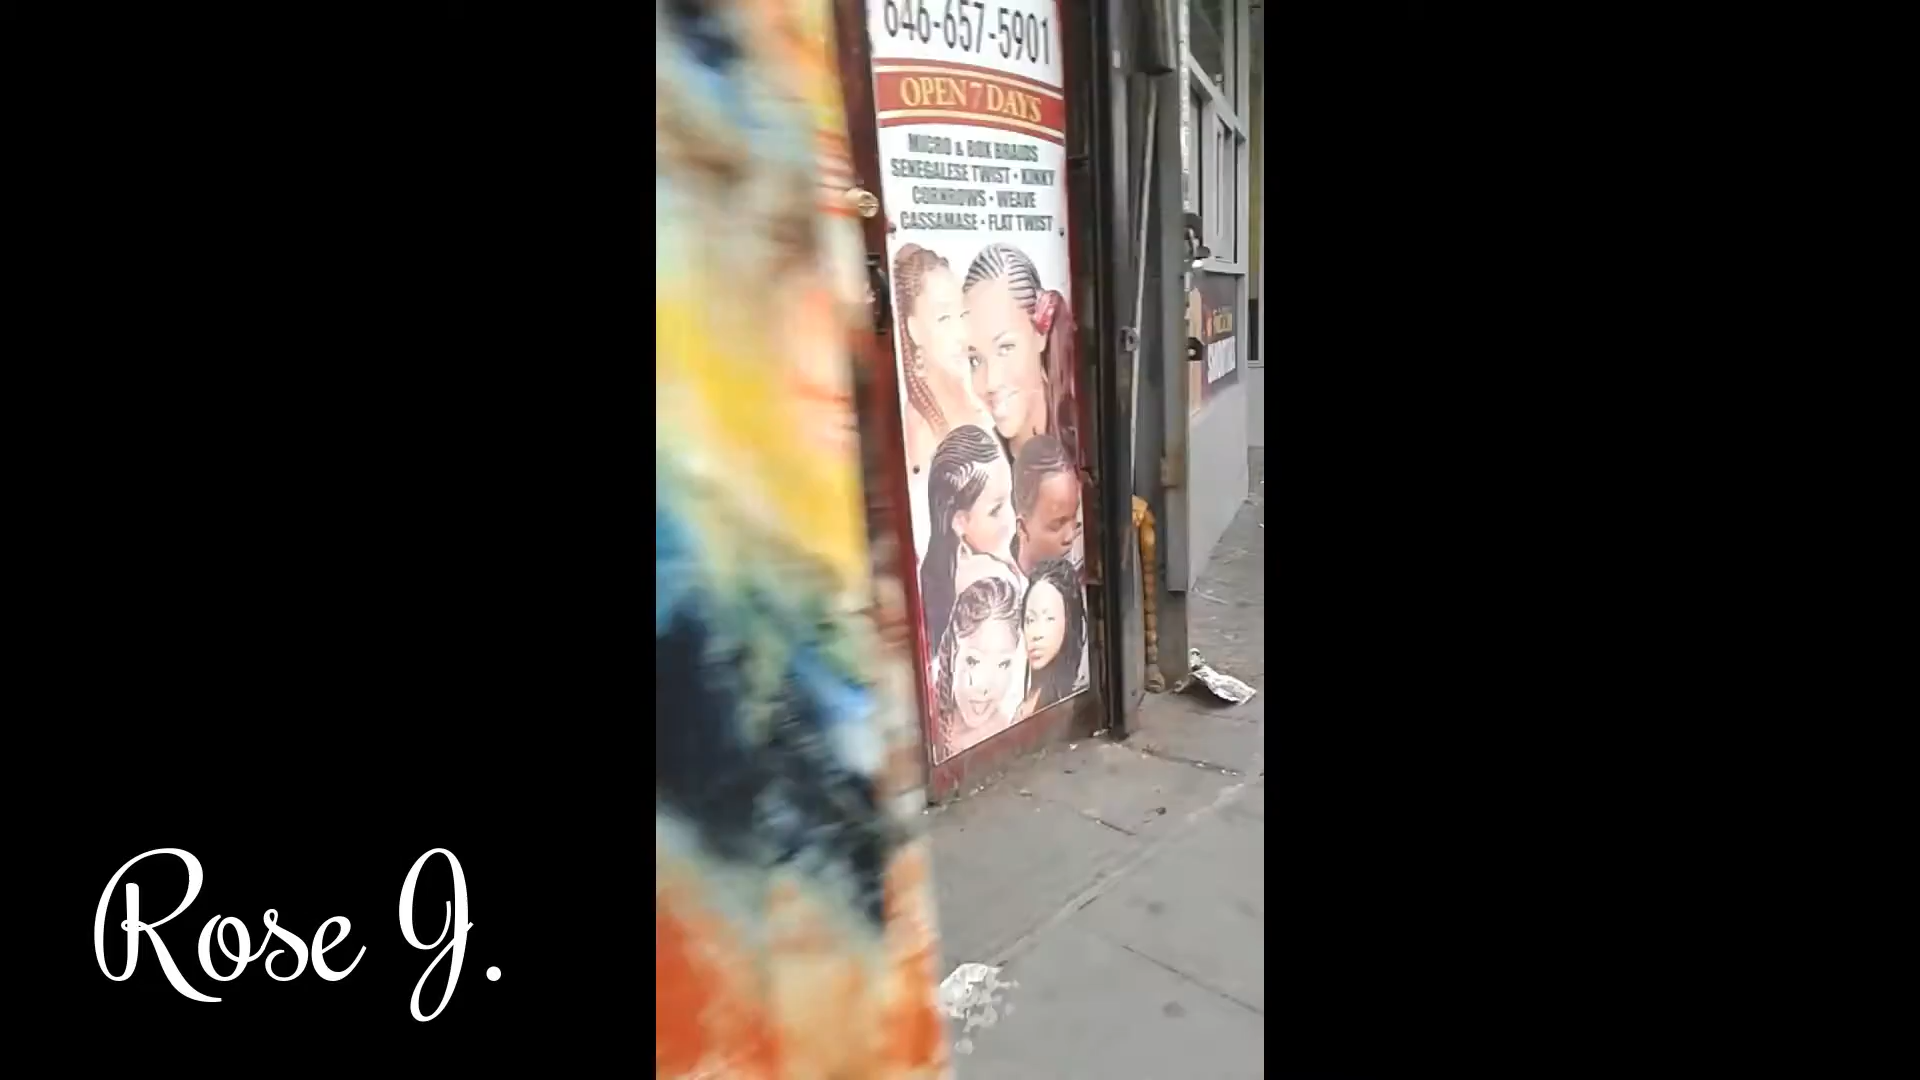 646-657-5901
OPEN 7 DAYS
MICRO & BOX BRAIDS
SENEGALESE TWIST • KINKY
CORNROWS • WEAVE
CASSAMASE • FLAT TWIST
Rose J.